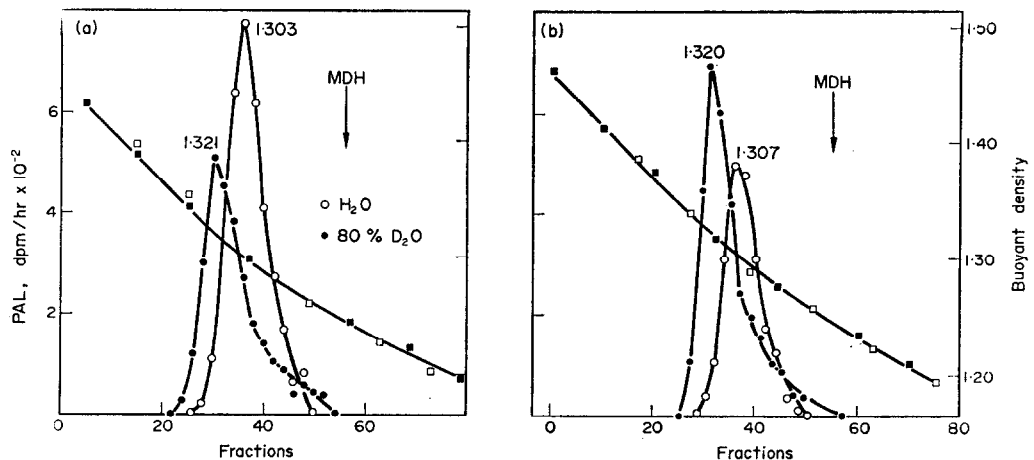 (a)
1·303
MDH
1·321
H₂O
80 % D₂O
PAL, dpm/hr x 10⁻²
6
4
2
0
20
40
60
Fractions
(b)
1·320
MDH
1·307
1·50
1·40
1·30
1·20
Buoyant density
0
20
40
60
80
Fractions